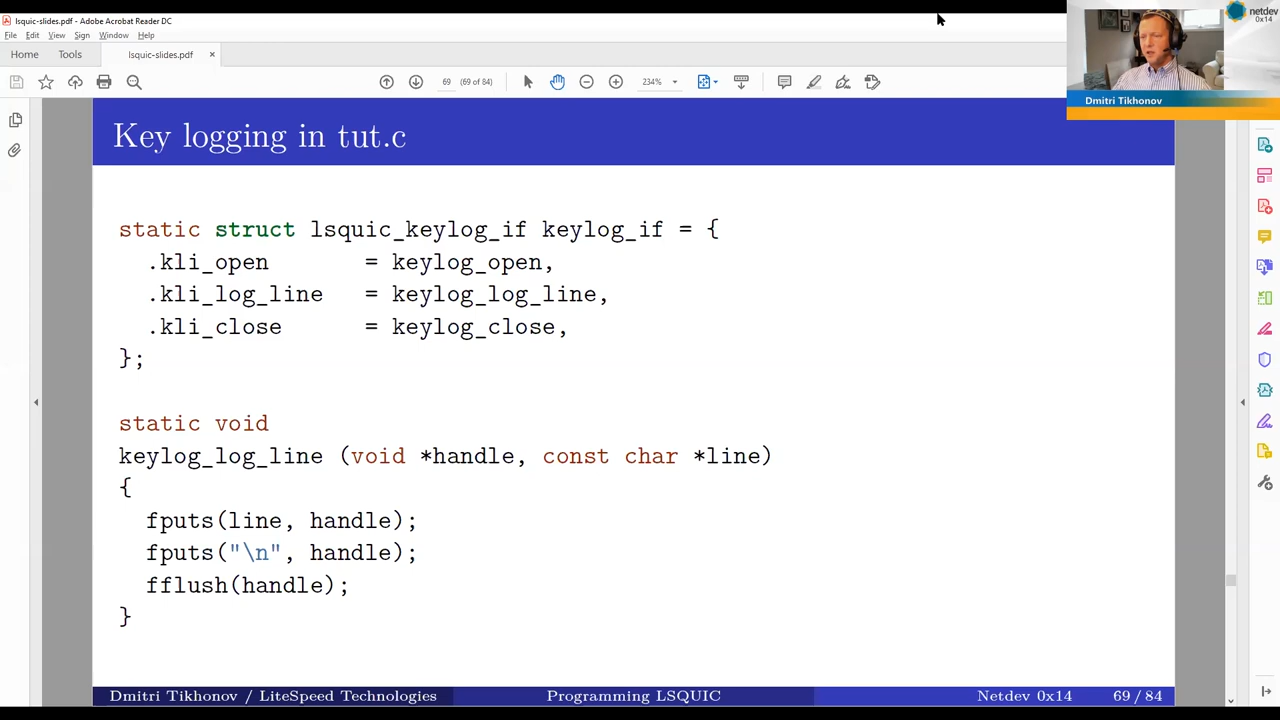 lsquic-slides.pdf - Adobe Acrobat Reader DC
File Edit View Sign Window Help
Home Tools lsquic-slides.pdf ×
69 (69 of 84) 234%
netdev
0x14
Dmitri Tikhonov
Key logging in tut.c
static struct lsquic_keylog_if keylog_if = {
.kli_open = keylog_open,
.kli_log_line = keylog_log_line,
.kli_close = keylog_close,
};
static void
keylog_log_line (void *handle, const char *line)
{
fputs(line, handle);
fputs("\n", handle);
fflush(handle);
}
Dmitri Tikhonov / LiteSpeed Technologies Programming LSQUIC Netdev 0x14 69 / 84